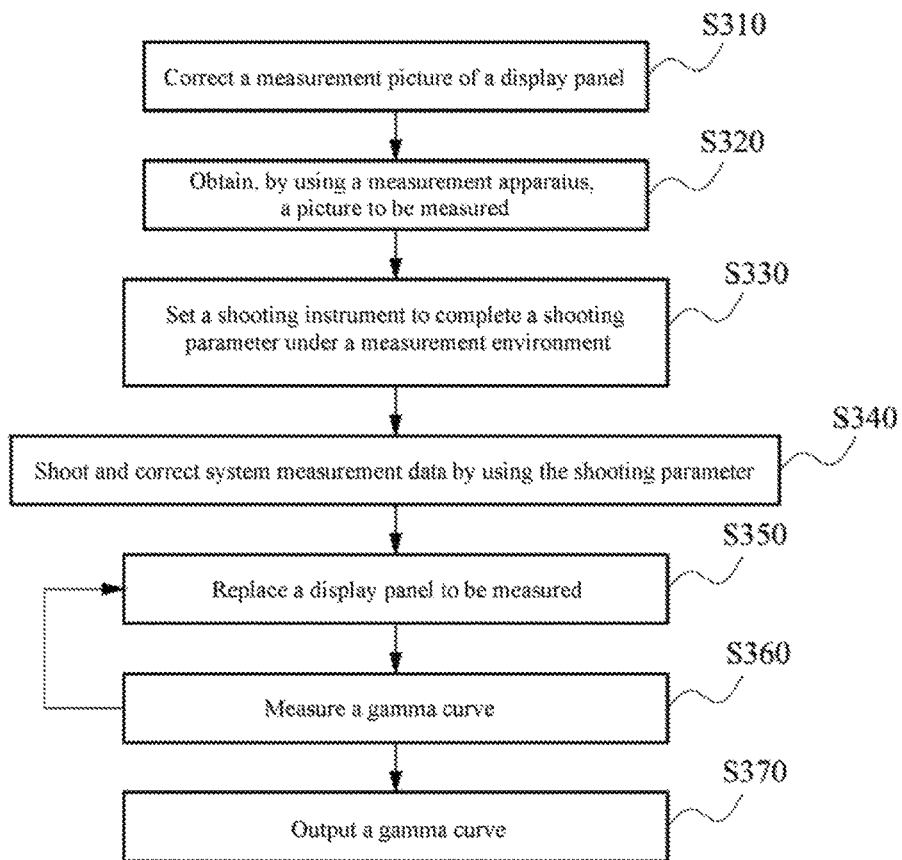 S310
Correct a measurement picture of a display panel
S320
Obtain, by using a measurement apparatus,
a picture to be measured
S330
Set a shooting instrument to complete a shooting
parameter under a measurement environment
S340
Shoot and correct system measurement data by using the shooting parameter
S350
Replace a display panel to be measured
S360
Measure a gamma curve
S370
Output a gamma curve